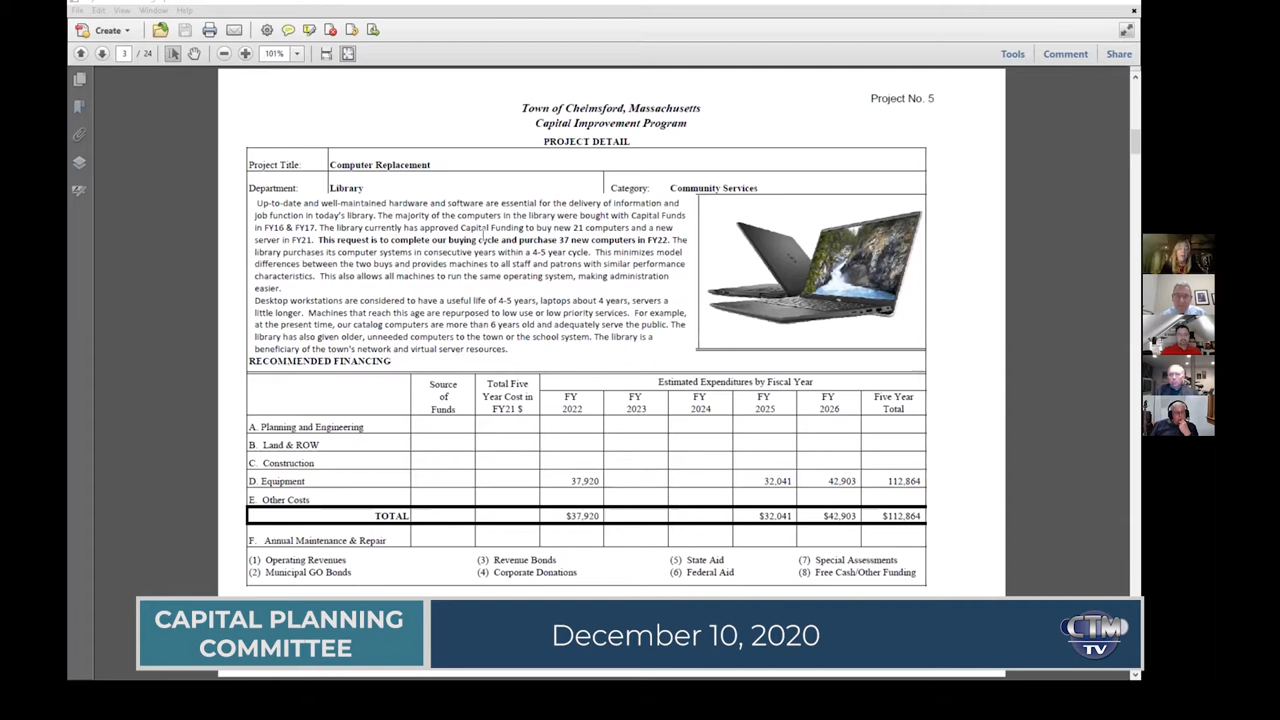 File Edit View Window Help
Create
3 / 24
101%
Tools Comment Share
Project No. 5
Town of Chelmsford, Massachusetts
Capital Improvement Program
PROJECT DETAIL
Project Title: Computer Replacement
Department: Library Category: Community Services
Up-to-date and well-maintained hardware and software are essential for the delivery of information and
job function in today's library. The majority of the computers in the library were bought with Capital Funds
in FY16 & FY17. The library currently has approved Capital Funding to buy new 21 computers and a new
server in FY21. This request is to complete our buying cycle and purchase 37 new computers in FY22. The
library purchases its computer systems in consecutive years within a 4-5 year cycle. This minimizes model
differences between the two buys and provides machines to all staff and patrons with similar performance
characteristics. This also allows all machines to run the same operating system, making administration
easier.
Desktop workstations are considered to have a useful life of 4-5 years, laptops about 4 years, servers a
little longer. Machines that reach this age are repurposed to low use or low priority services. For example,
at the present time, our catalog computers are more than 6 years old and adequately serve the public. The
library has also given older, unneeded computers to the town or the school system. The library is a
beneficiary of the town's network and virtual server resources.
RECOMMENDED FINANCING
Source of Funds
Total Five Year Cost in FY21 $
Estimated Expenditures by Fiscal Year
FY 2022 FY 2023 FY 2024 FY 2025 FY 2026 Five Year Total
A. Planning and Engineering
B. Land & ROW
C. Construction
D. Equipment 37,920 32,041 42,903 112,864
E. Other Costs
TOTAL $37,920 $32,041 $42,903 $112,864
F. Annual Maintenance & Repair
(1) Operating Revenues (3) Revenue Bonds (5) State Aid (7) Special Assessments
(2) Municipal GO Bonds (4) Corporate Donations (6) Federal Aid (8) Free Cash/Other Funding
CAPITAL PLANNING
COMMITTEE
December 10, 2020
CTM
TV